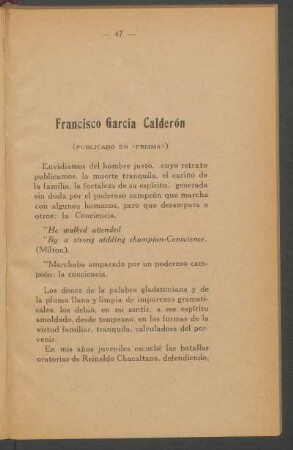 — 47 —
Francisco García Calderón
(PUBLICADO EN «PRISMA»)
Envidiamos del hombre justo, cuyo retrato
publicamos, la muerte tranquila, el cariño de
la familia, la fortaleza de su espíritu, generada
sin duda por el poderoso campeón que marcha
con algunos humanos, pero que desampara a
otros: la Conciencia.
"He walked attended
"By a strong siddling champion-Conscience.
(Milton.).
"Marchaba amparado por un poderoso cam-
peón: la conciencia.
Los dones de la palabra gladstoniana y de
la pluma llana y limpia de impurezas gramati-
cales, los debió, en mi sentir, a ese espíritu
amoldado, desde temprano, en las formas de la
virtud familiar, tranquila, calculadora del por-
venir.
En mis años juveniles escuché las batallas
oratorias de Reinaldo Chacaltana, defendiendo,